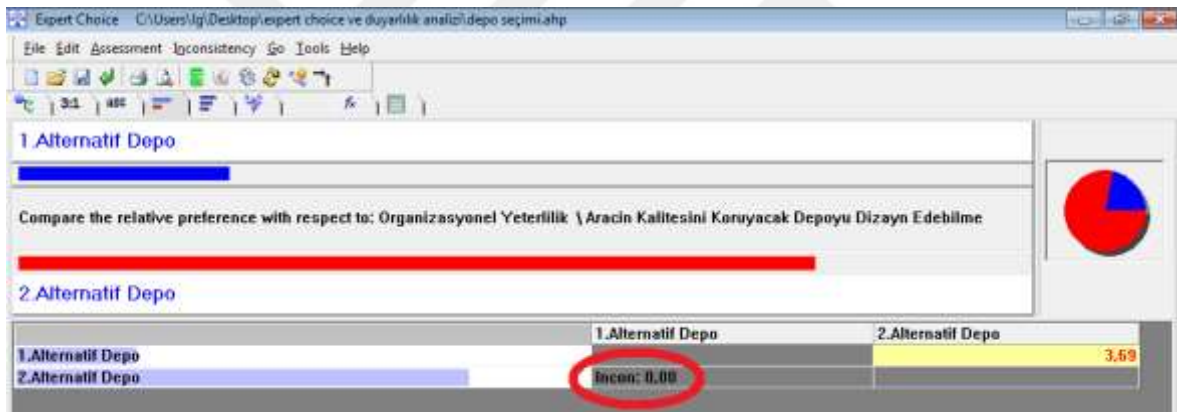 Expert Choice C:\Users\lg\Desktop\expert choice ve duyarlılık analizi\depo seçimi.ahp
File Edit Assessment Inconsistency Go Tools Help
3:1 ABC fx
1.Alternatif Depo
Compare the relative preference with respect to: Organizasyonel Yeterlilik \ Aracin Kalitesini Koruyacak Depoyu Dizayn Edebilme
2.Alternatif Depo
1.Alternatif Depo 2.Alternatif Depo
1.Alternatif Depo 3,69
2.Alternatif Depo Incon: 0,00